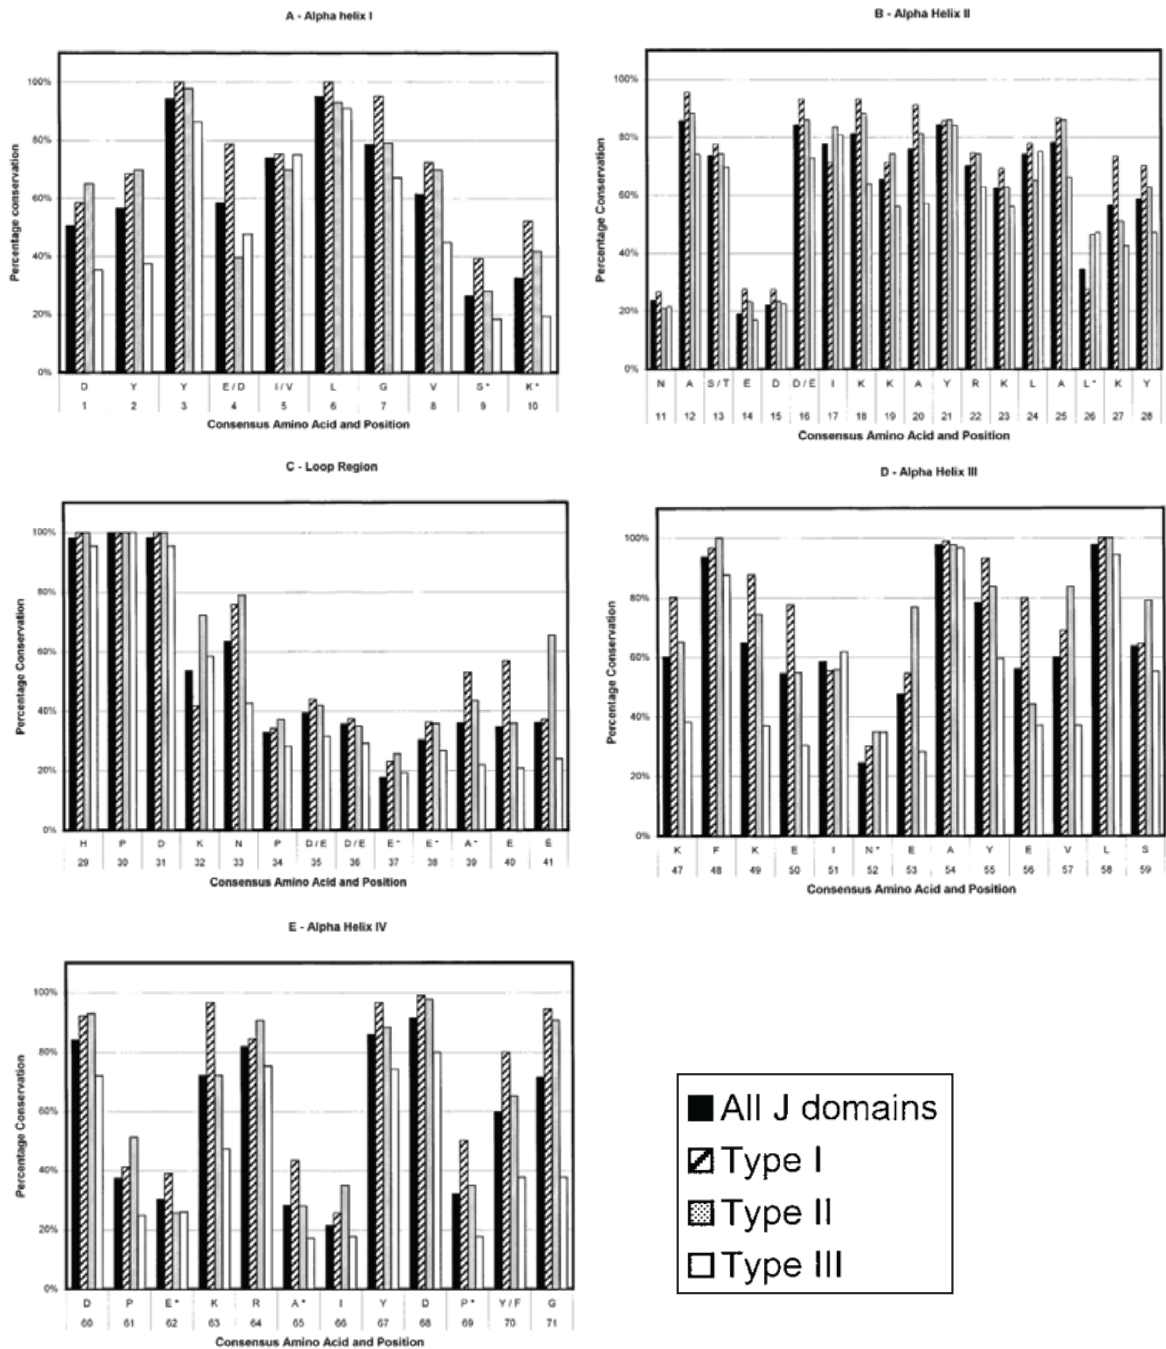 A - Alpha helix I
Percentage conservation
100%
80%
60%
40%
20%
0%
D Y Y E / D I / V L G V S * K *
1 2 3 4 5 6 7 8 9 10
Consensus Amino Acid and Position
B - Alpha Helix II
Percentage Conservation
100%
80%
60%
40%
20%
0%
N A S / T E D D / E I K K A Y R K L A L * K Y
11 12 13 14 15 16 17 18 19 20 21 22 23 24 25 26 27 28
Consensus Amino Acid and Position
C - Loop Region
Percentage Conservation
100%
80%
60%
40%
20%
0%
H P D K N P D / E D / E E * E * A * E E
29 30 31 32 33 34 35 36 37 38 39 40 41
Consensus Amino Acid and Position
D - Alpha Helix III
Percentage Conservation
100%
80%
60%
40%
20%
0%
K F K E I N * E A Y E V L S
47 48 49 50 51 52 53 54 55 56 57 58 59
Consensus Amino Acid and Position
E - Alpha Helix IV
Percentage Conservation
100%
80%
60%
40%
20%
0%
D P E * K R A * I Y D P * Y / F G
60 61 62 63 64 65 66 67 68 69 70 71
Consensus Amino Acid and Position
All J domains
Type I
Type II
Type III